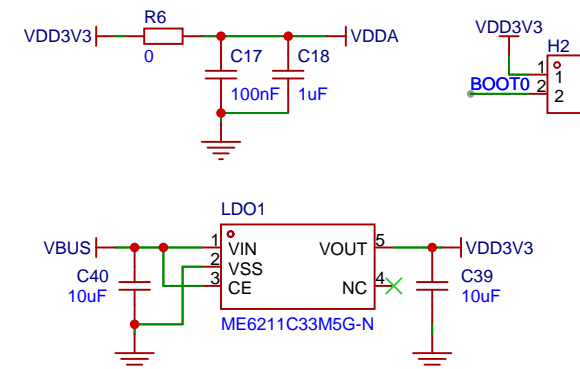 R6
VDD3V3
VDDA
0
C17
C18
100nF
1uF
VDD3V3
H2
1
1
BOOT0
2
2
LDO1
VBUS
1
VIN
VOUT
5
VDD3V3
2
VSS
C40
10uF
3
CE
NC
4
C39
10uF
ME6211C33M5G-N